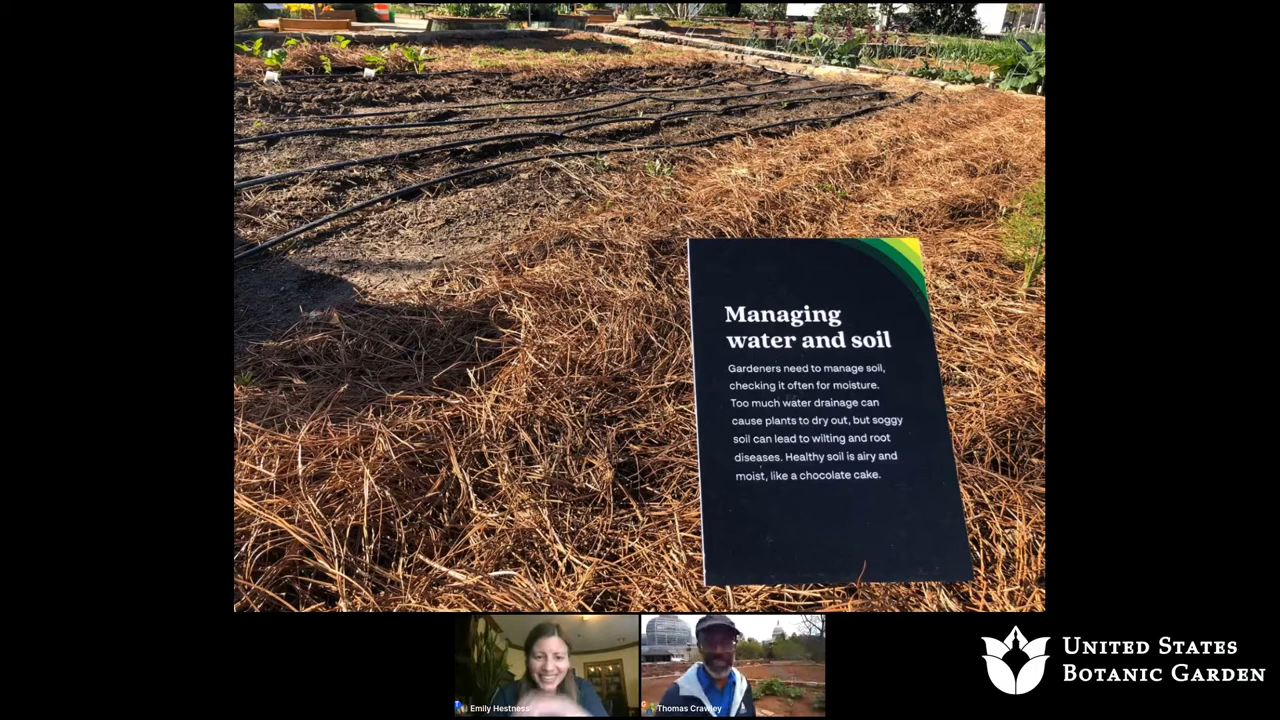 Managing
water and soil
Gardeners need to manage soil,
checking it often for moisture.
Too much water drainage can
cause plants to dry out, but soggy
soil can lead to wilting and root
diseases. Healthy soil is airy and
moist, like a chocolate cake.
Emily Hestness
Thomas Crawley
UNITED STATES
BOTANIC GARDEN